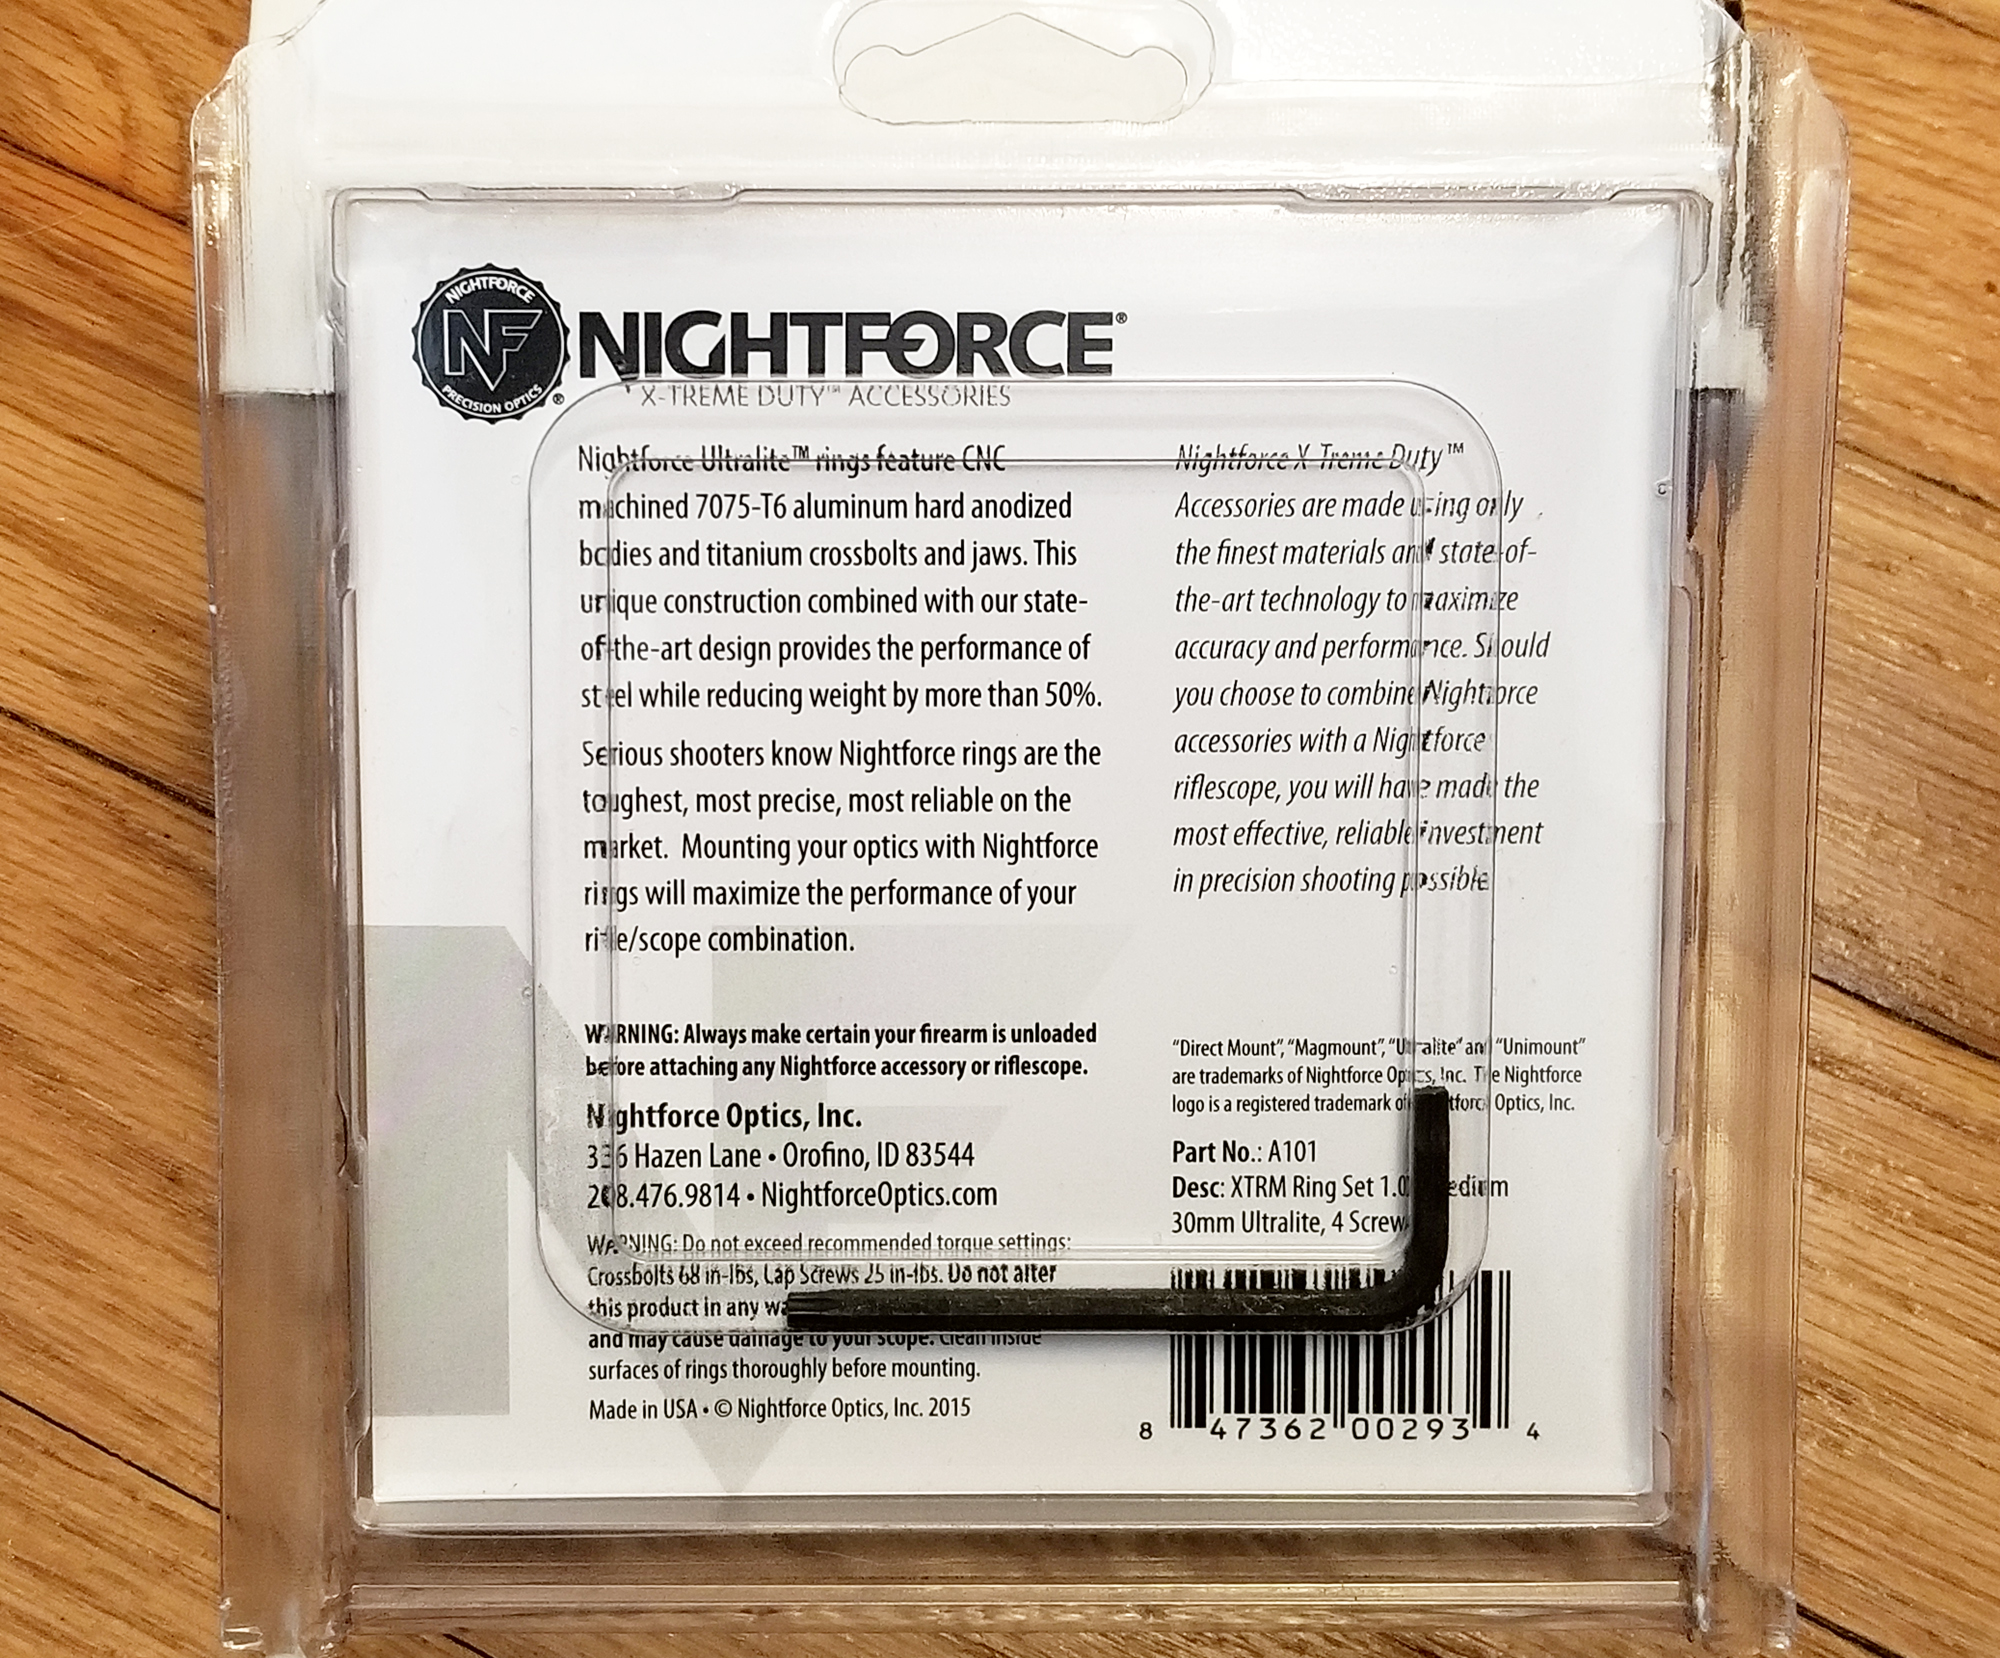 NIGHTFORCE
NF
PRECISION OPTICS®
NIGHTFORCE®
X-TREME DUTY™ ACCESSORIES
Nightforce Ultralite™ rings feature CNC
machined 7075-T6 aluminum hard anodized
bodies and titanium crossbolts and jaws. This
unique construction combined with our state-
of-the-art design provides the performance of
steel while reducing weight by more than 50%.
Serious shooters know Nightforce rings are the
toughest, most precise, most reliable on the
market. Mounting your optics with Nightforce
rings will maximize the performance of your
rifle/scope combination.
WARNING: Always make certain your firearm is unloaded
before attaching any Nightforce accessory or riflescope.
Nightforce Optics, Inc.
336 Hazen Lane • Orofino, ID 83544
208.476.9814 • NightforceOptics.com
WARNING: Do not exceed recommended torque settings:
Crossbolts 68 in-lbs, Cap Screws 25 in-lbs. Do not alter
this product in any
and may cause damage to your scope. Clean inside
surfaces of rings thoroughly before mounting.
Made in USA • © Nightforce Optics, Inc. 2015
Nightforce X-Treme Duty™
Accessories are made using only
the finest materials and state-of-
the-art technology to maximize
accuracy and performance. Should
you choose to combine Nightforce
accessories with a Nightforce
riflescope, you will have made the
most effective, reliable investment
in precision shooting possible
"Direct Mount", "Magmount", "Ultralite" and "Unimount"
are trademarks of Nightforce Optics, Inc. The Nightforce
logo is a registered trademark of Nightforce Optics, Inc.
Part No.: A101
Desc: XTRM Ring Set 1.0 Medium
30mm Ultralite, 4 Screw
8 47362 00293 4